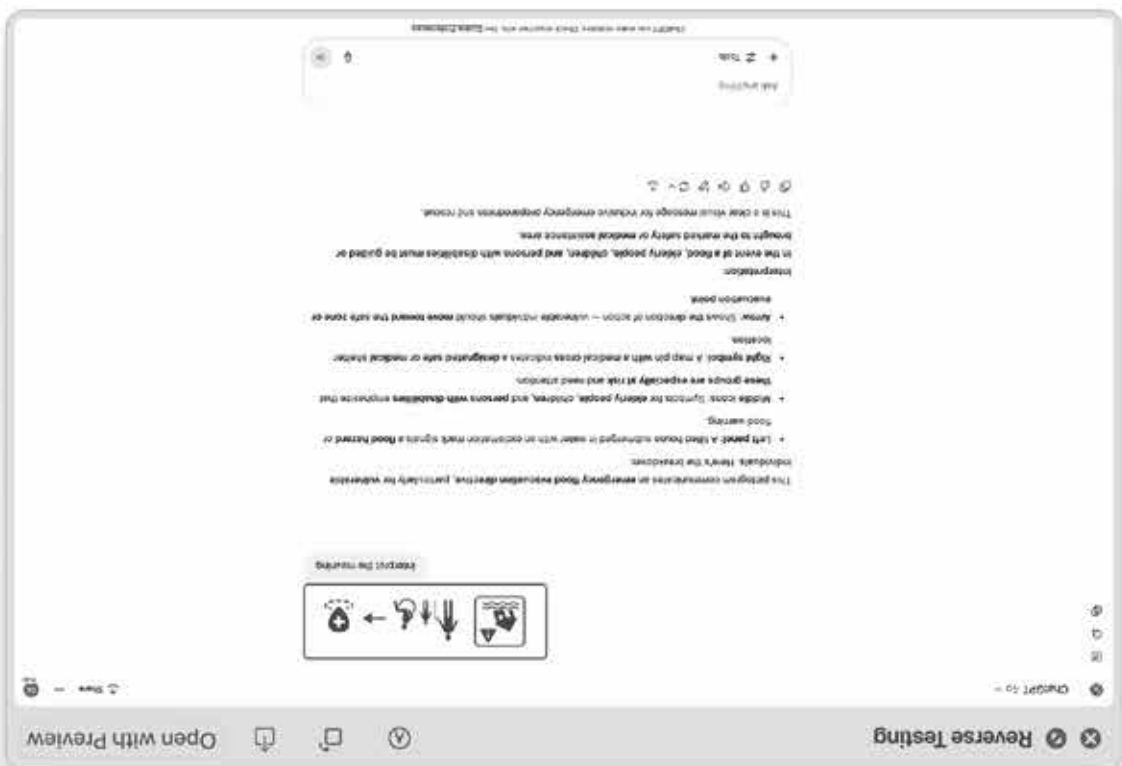 Reverse Testing
Open with Preview
ChatGPT 4o
Share
Interpret the meaning
This pictogram communicates an emergency flood evacuation directive, particularly for vulnerable
individuals. Here's the breakdown:
• Left panel: A tilted house submerged in water with an exclamation mark signals a flood hazard or
flood warning.
• Middle icons: Symbols for elderly people, children, and persons with disabilities emphasize that
these groups are especially at risk and need attention.
• Right symbol: A map pin with a medical cross indicates a designated safe or medical shelter
location.
• Arrow: Shows the direction of action — vulnerable individuals should move toward the safe zone or
evacuation point.
Interpretation:
In the event of a flood, elderly people, children, and persons with disabilities must be guided or
brought to the marked safety or medical assistance area.
This is a clear visual message for inclusive emergency preparedness and rescue.
Ask anything
Tools
ChatGPT can make mistakes. Check important info. See Cookie Preferences.